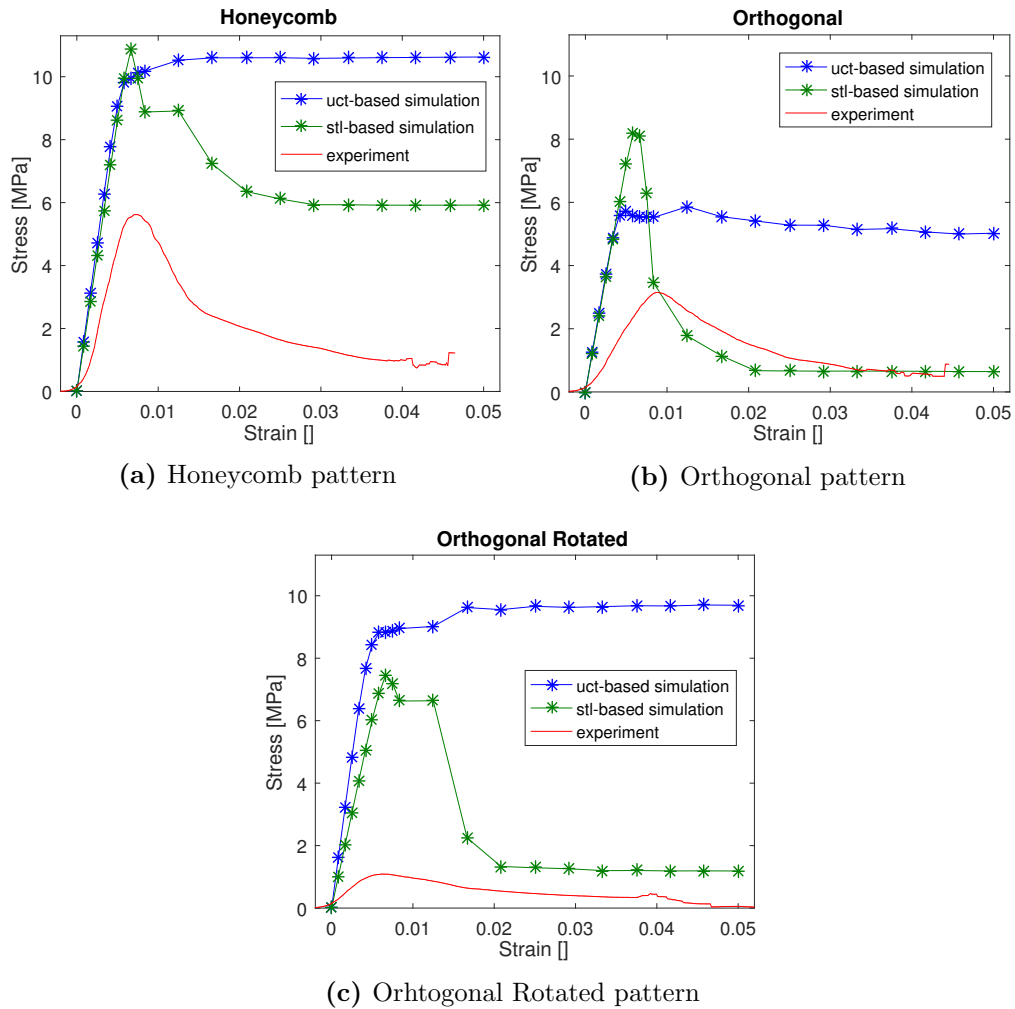 Honeycomb
10
8
6
4
2
0
Stress [MPa]
uct-based simulation
stl-based simulation
experiment
0 0.01 0.02 0.03 0.04 0.05
Strain []
(a) Honeycomb pattern
Orthogonal
10
8
6
4
2
0
Stress [MPa]
uct-based simulation
stl-based simulation
experiment
0 0.01 0.02 0.03 0.04 0.05
Strain []
(b) Orthogonal pattern
Orthogonal Rotated
10
8
6
4
2
0
Stress [MPa]
uct-based simulation
stl-based simulation
experiment
0 0.01 0.02 0.03 0.04 0.05
Strain []
(c) Orhtogonal Rotated pattern